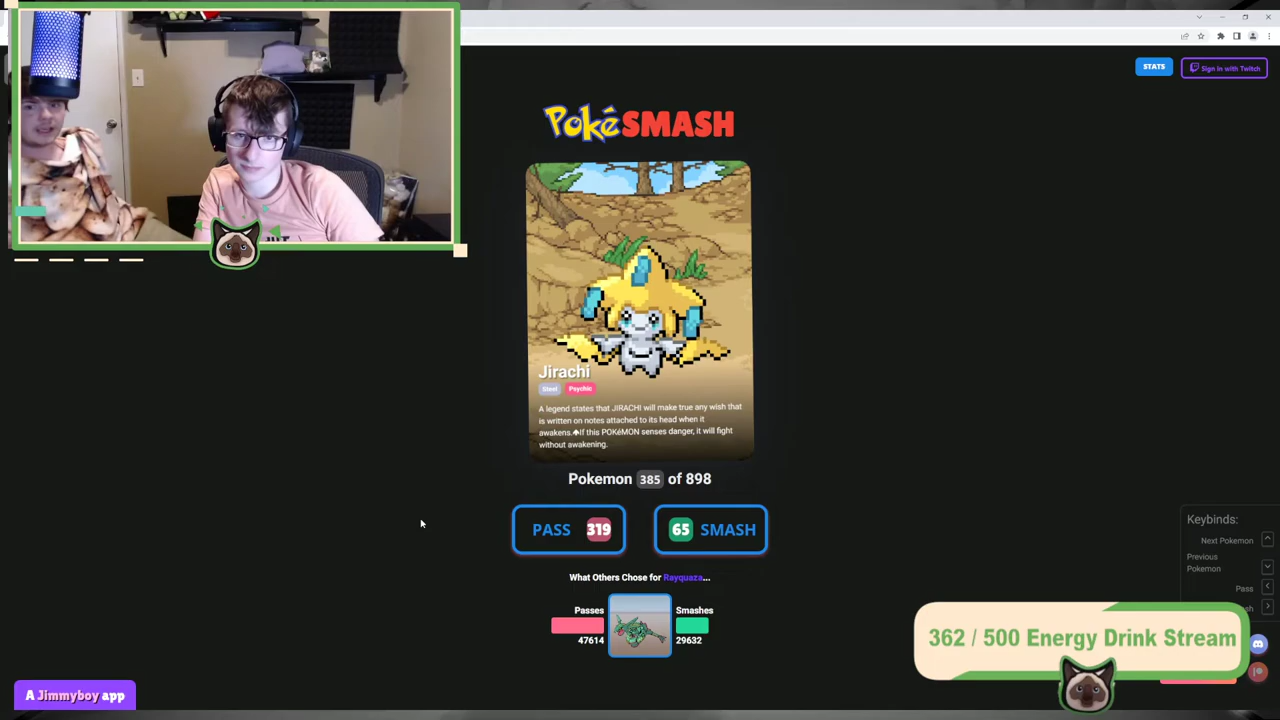 STATS
Sign in with Twitch
PokéSMASH
Jirachi
Steel Psychic
A legend states that JIRACHI will make true any wish that
is written on notes attached to its head when it
awakens.♠If this POKéMON senses danger, it will fight
without awakening.
Pokemon 385 of 898
PASS 319
65 SMASH
What Others Chose for Rayquaza...
Passes
47614
Smashes
29632
Keybinds:
Next Pokemon
Previous
Pokemon
Pass
362 / 500 Energy Drink Stream
A Jimmyboy app